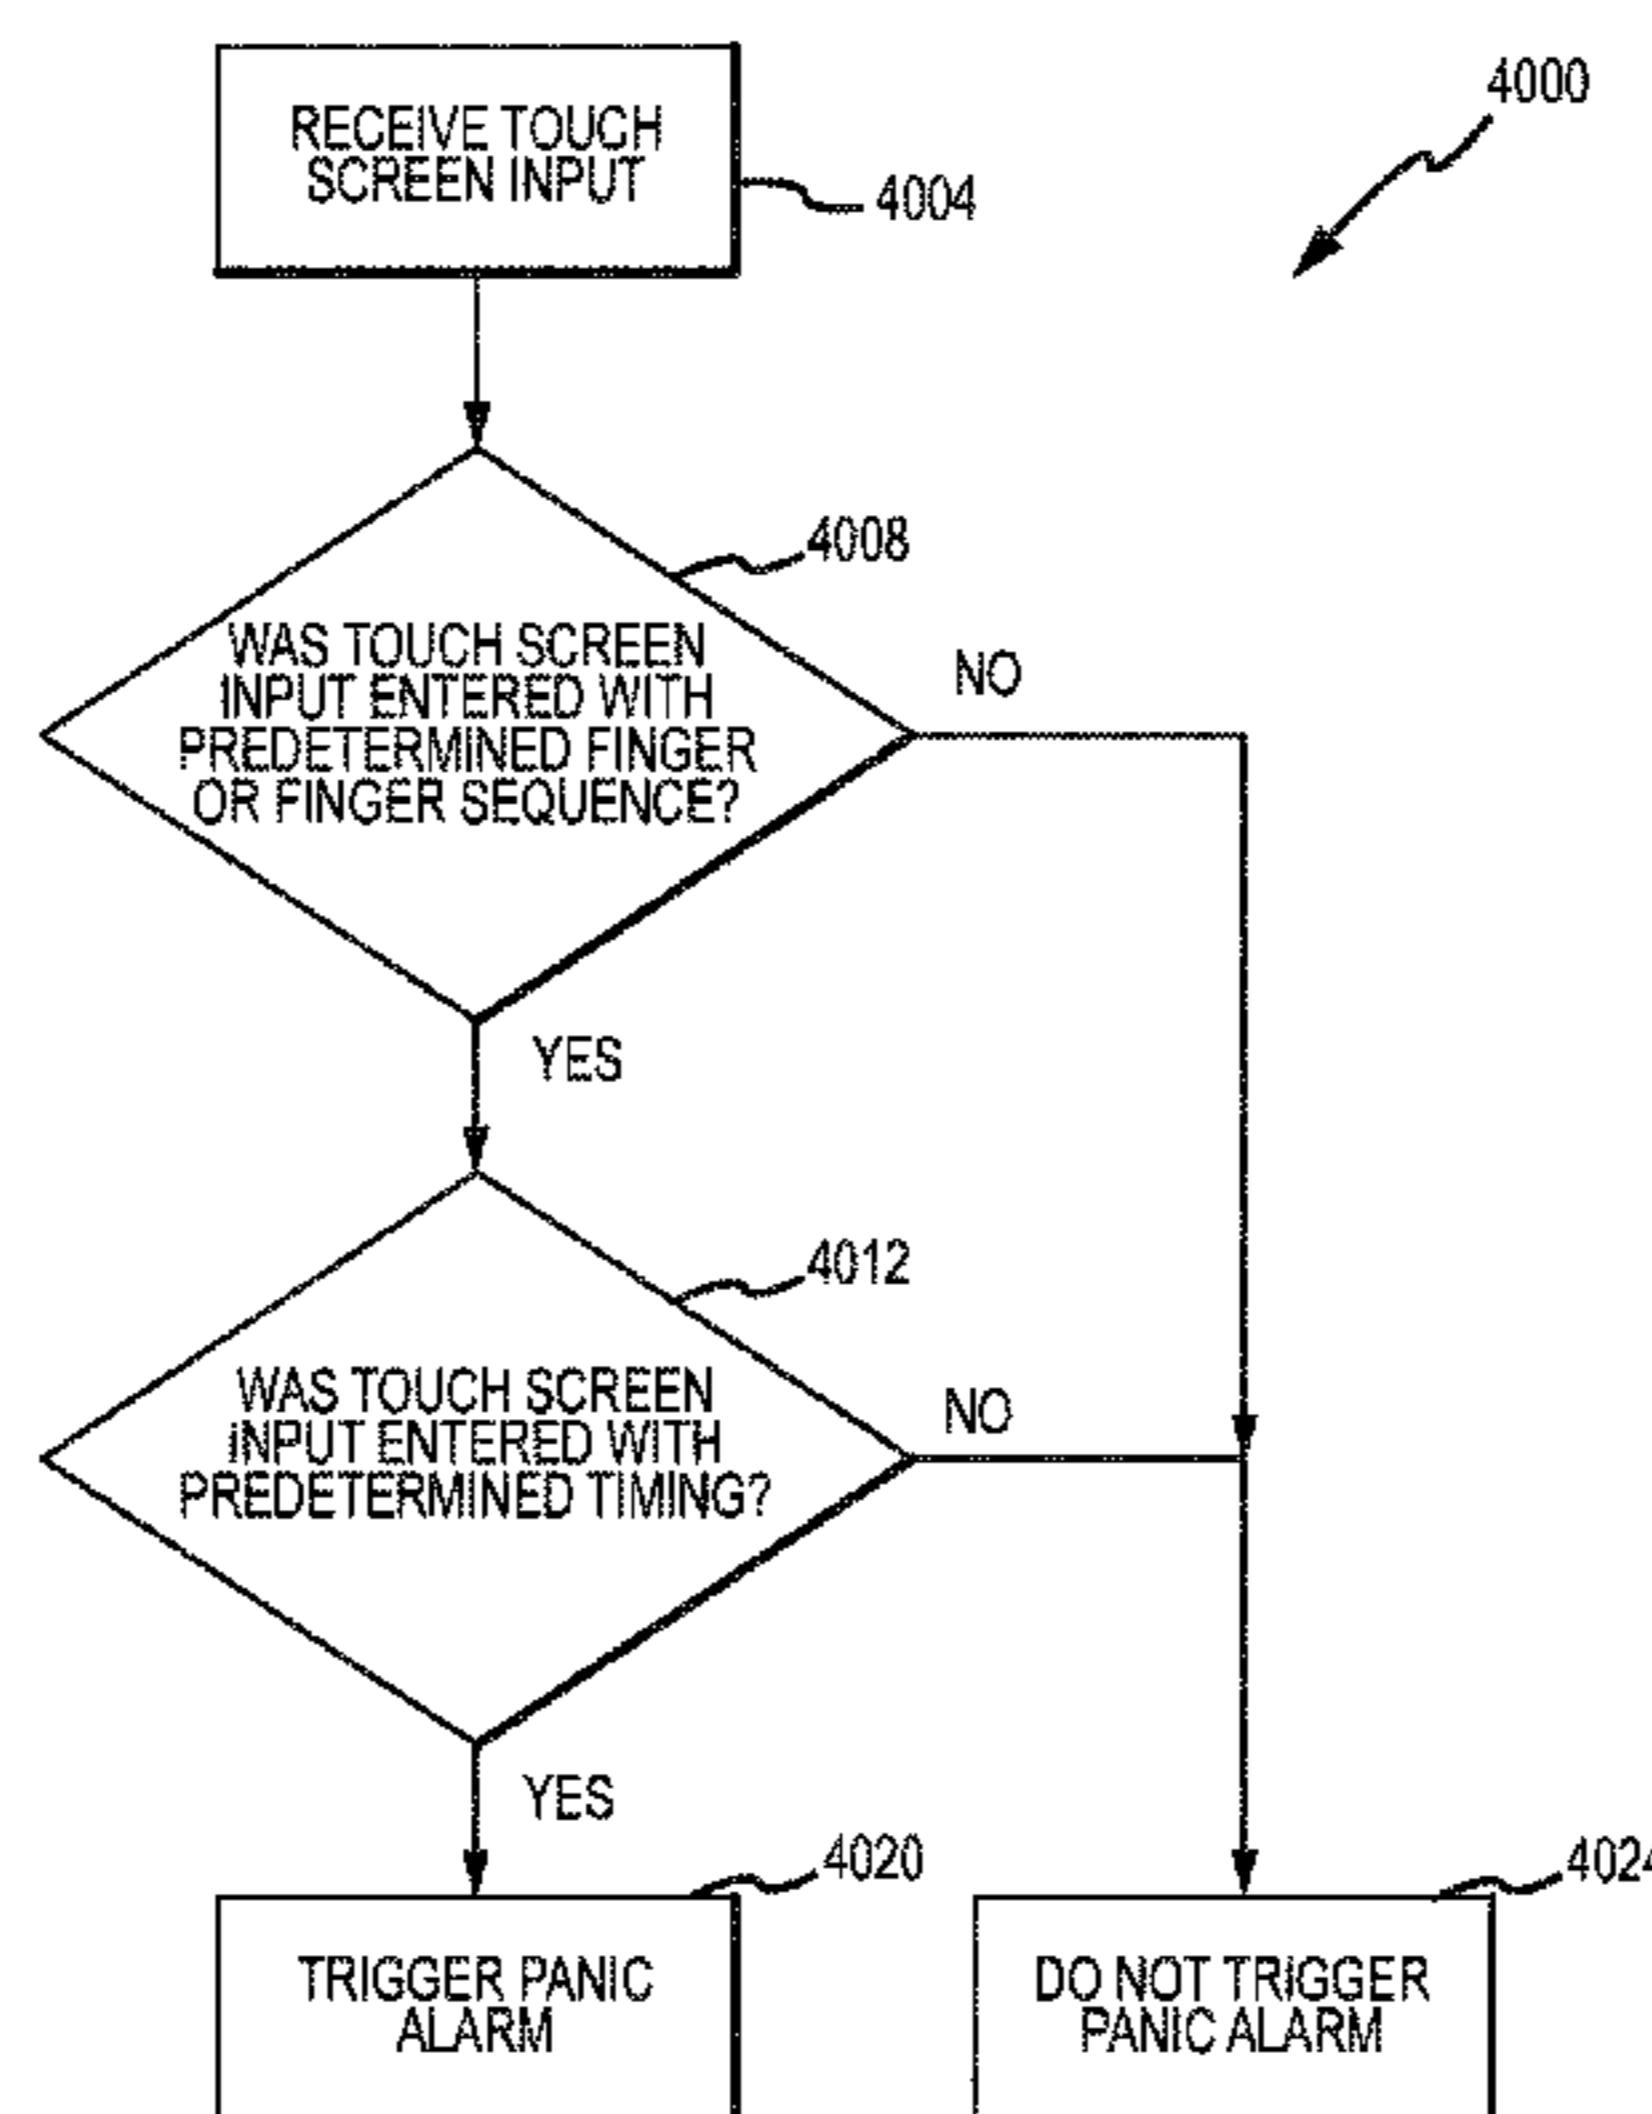 4000
RECEIVE TOUCH
SCREEN INPUT
4004
4008
WAS TOUCH SCREEN
INPUT ENTERED WITH
PREDETERMINED FINGER
OR FINGER SEQUENCE?
NO
YES
4012
WAS TOUCH SCREEN
INPUT ENTERED WITH
PREDETERMINED TIMING?
NO
YES
4020
4024
TRIGGER PANIC
ALARM
DO NOT TRIGGER
PANIC ALARM